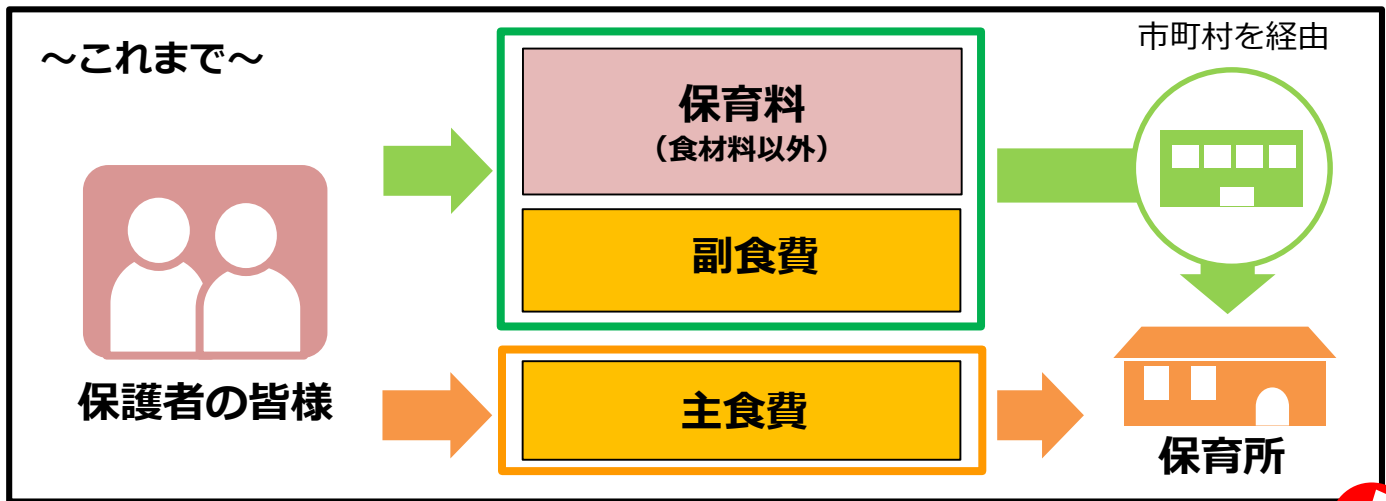 ～これまで～
市町村を経由
保育料
（食材料以外）
副食費
主食費
保護者の皆様
保育所